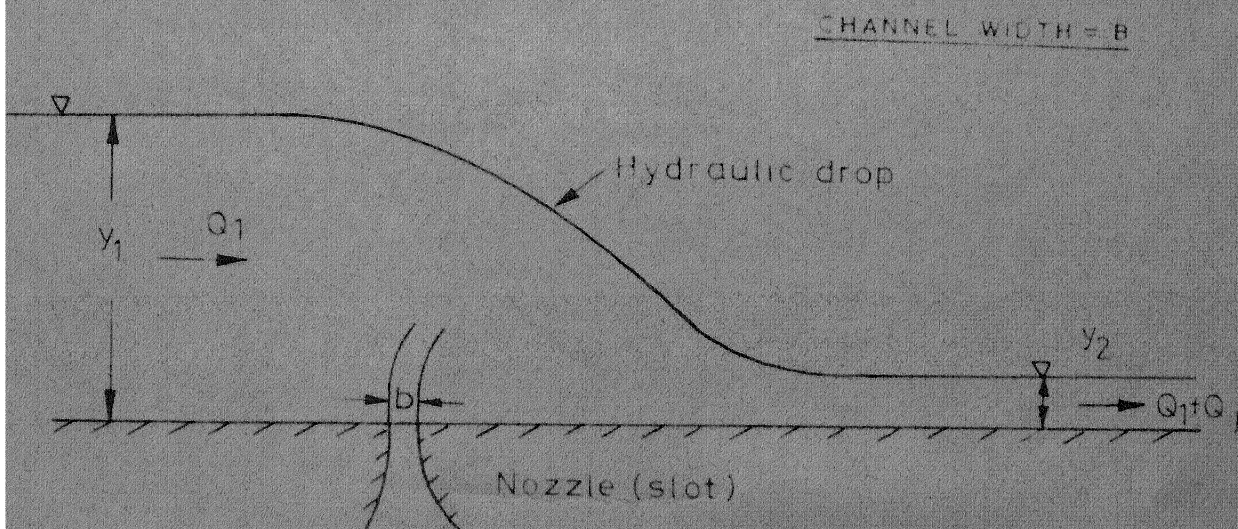 CHANNEL WIDTH = B
Hydraulic drop
Q1
y1
y2
b
Q1+Q
Nozzle (slot)